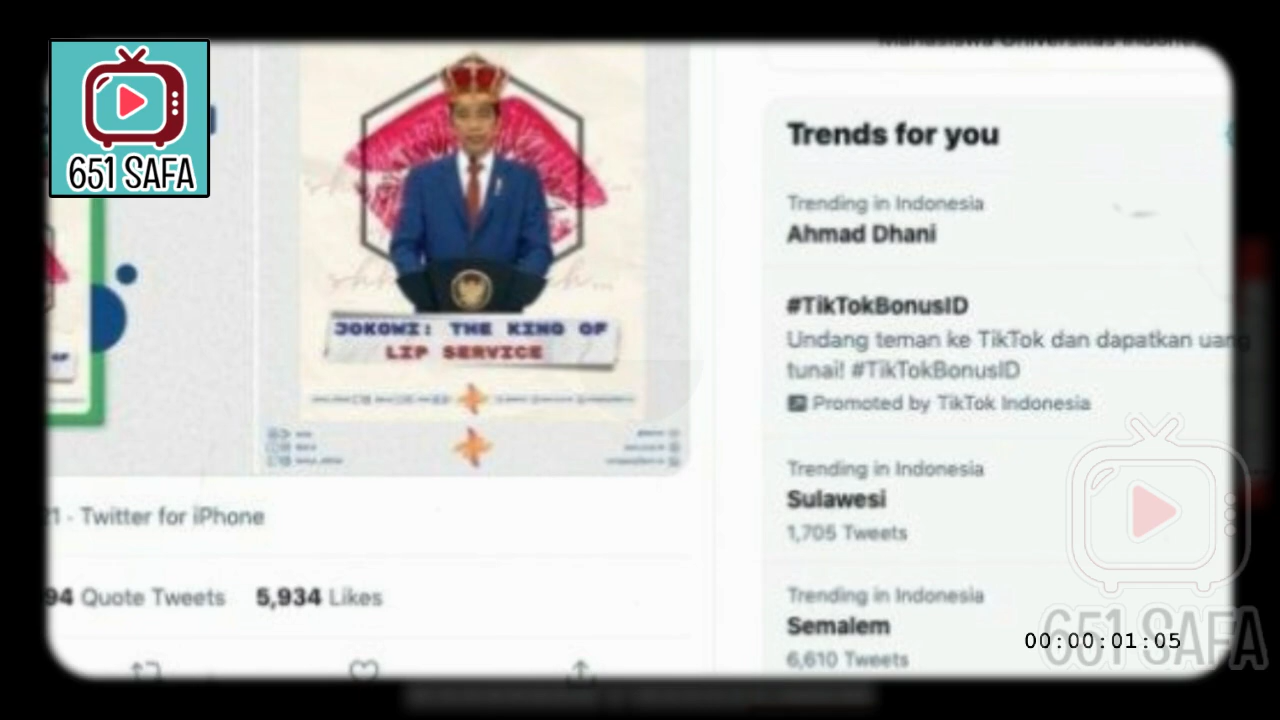 651 SAFA
JOKOWI: THE KING OF
LIP SERVICE
Twitter for iPhone
94 Quote Tweets 5,934 Likes
Trends for you
Trending in Indonesia
Ahmad Dhani
#TikTokBonusID
Undang teman ke TikTok dan dapatkan uang
tunai! #TikTokBonusID
Promoted by TikTok Indonesia
Trending in Indonesia
Sulawesi
1,705 Tweets
Trending in Indonesia
Semalem
6,610 Tweets
651 SAFA
00:00:01:05